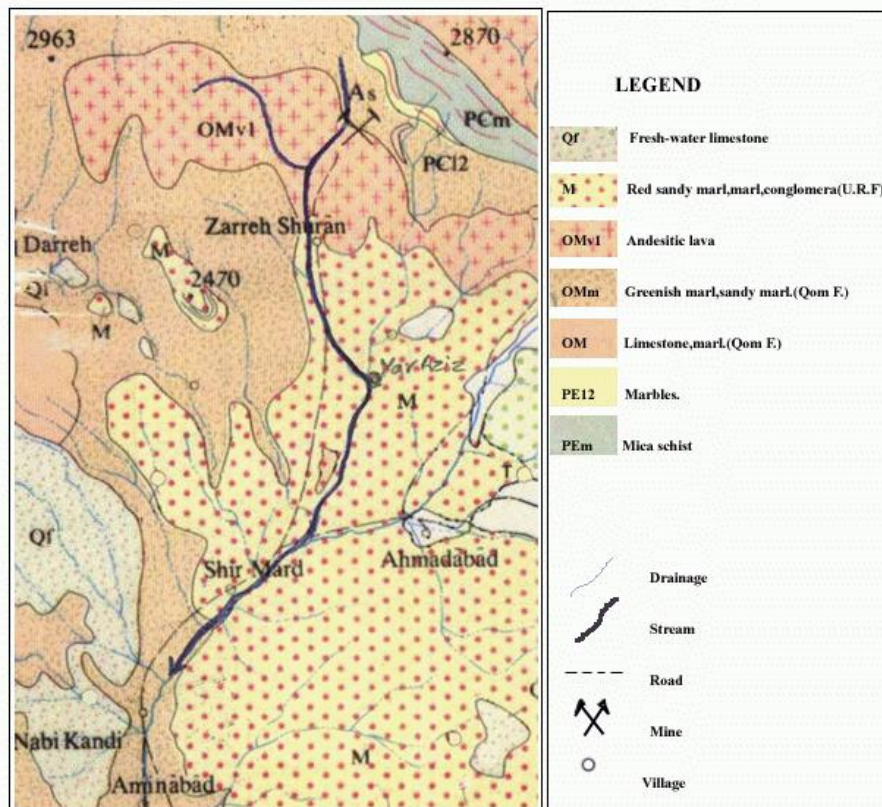 2963
2870
As
OMv1
PCm
PC12
Zarreh Shuran
Darreh
M
2470
Qf
M
Yar Aziz
M
T
Qf
Ahmadabad
Shir Mard
Nabi Kandi
M
Aminabad
LEGEND
Qf Fresh-water limestone
M Red sandy marl,marl,conglomera(U.R.F)
OMv1 Andesitic lava
OMm Greenish marl,sandy marl.(Qom F.)
OM Limestone,marl.(Qom F.)
PE12 Marbles.
PEm Mica schist
Drainage
Stream
Road
Mine
Village